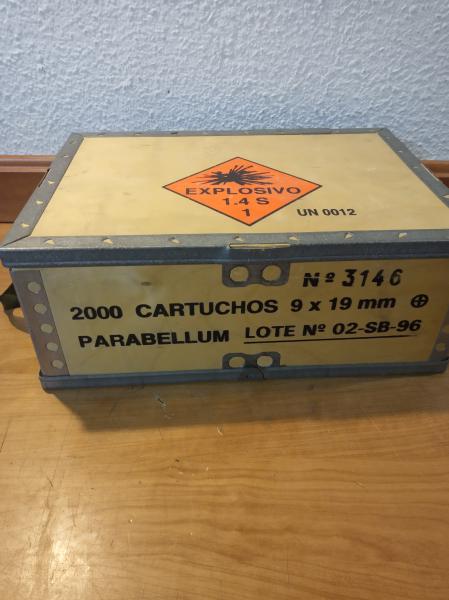 EXPLOSIVO
1.4 S
1
UN 0012
Nº 3146
2000 CARTUCHOS 9 x 19 mm ⊕
PARABELLUM LOTE Nº 02-SB-96